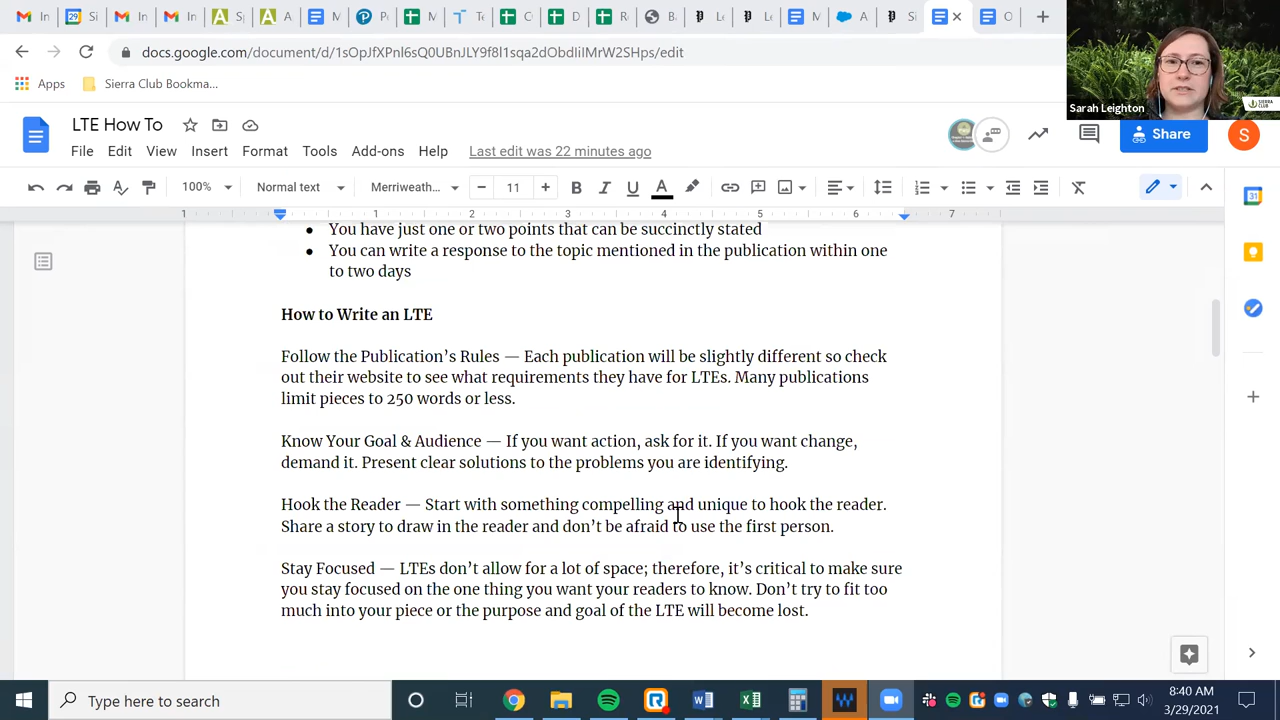 docs.google.com/document/d/1sOpJfXPnl6sQ0UBnJLY9f8l1sqa2dObdIiIMrW2SHps/edit
Apps
Sierra Club Bookma...
Sarah Leighton
SIERRA CLUB
LTE How To
File Edit View Insert Format Tools Add-ons Help Last edit was 22 minutes ago
Share
S
100% Normal text Merriweath... 11
1 1 2 3 4 5 6 7
You have just one or two points that can be succinctly stated
You can write a response to the topic mentioned in the publication within one
to two days
How to Write an LTE
Follow the Publication’s Rules — Each publication will be slightly different so check
out their website to see what requirements they have for LTEs. Many publications
limit pieces to 250 words or less.
Know Your Goal & Audience — If you want action, ask for it. If you want change,
demand it. Present clear solutions to the problems you are identifying.
Hook the Reader — Start with something compelling and unique to hook the reader.
Share a story to draw in the reader and don’t be afraid to use the first person.
Stay Focused — LTEs don’t allow for a lot of space; therefore, it’s critical to make sure
you stay focused on the one thing you want your readers to know. Don’t try to fit too
much into your piece or the purpose and goal of the LTE will become lost.
Type here to search
8:40 AM
3/29/2021